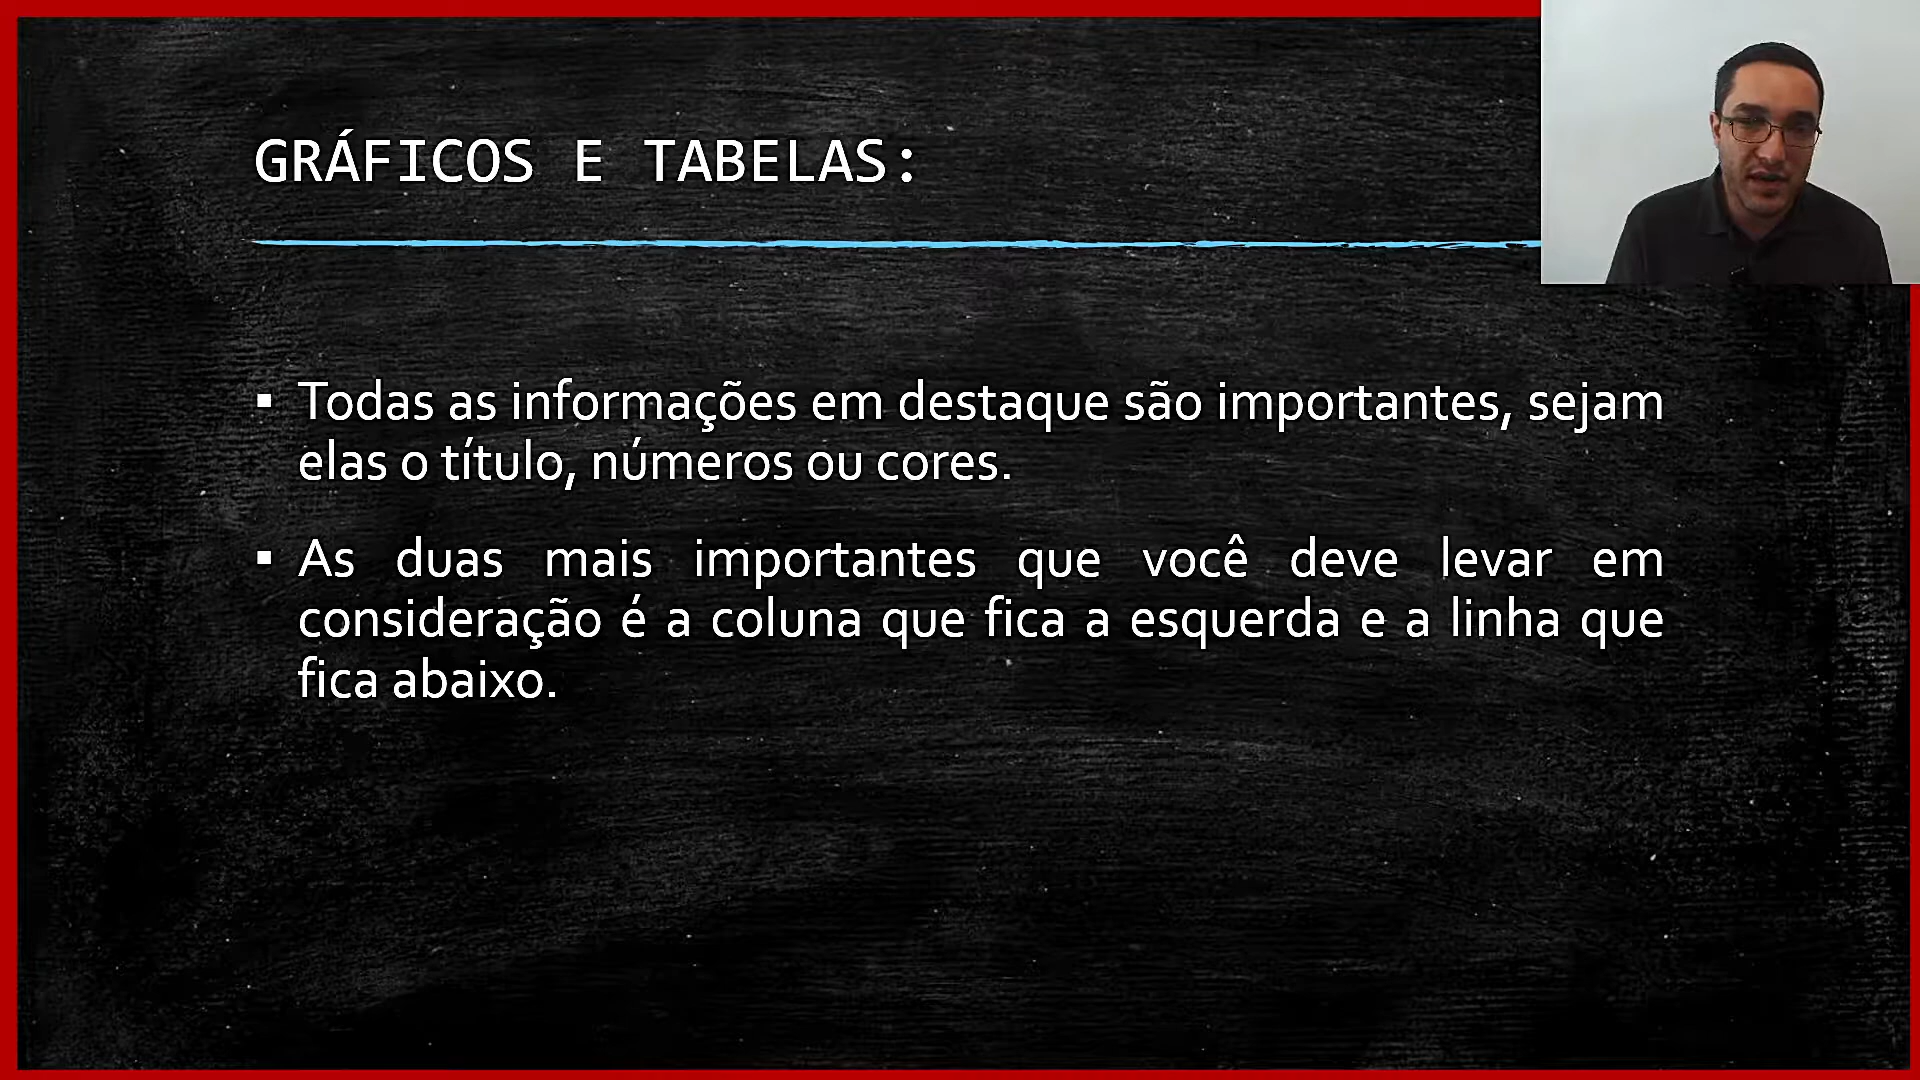 GRÁFICOS E TABELAS:
▪ Todas as informações em destaque são importantes, sejam
elas o título, números ou cores.
▪ As duas mais importantes que você deve levar em
consideração é a coluna que fica a esquerda e a linha que
fica abaixo.